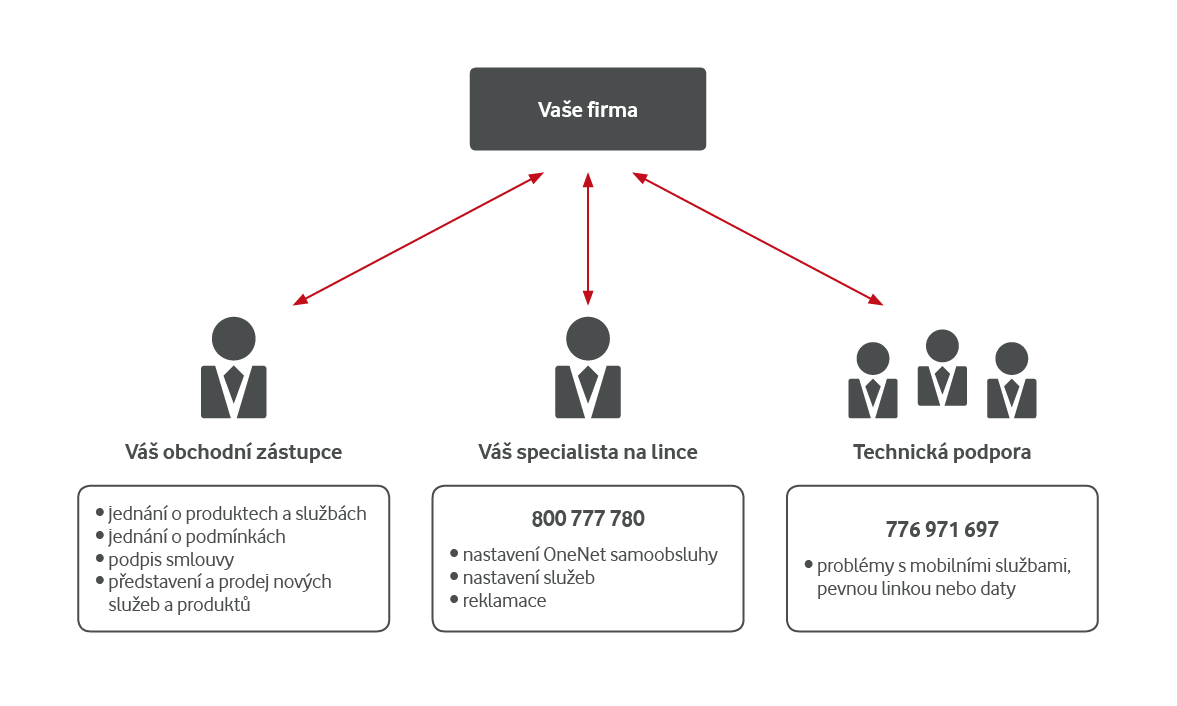 Vaše firma
Váš obchodní zástupce
• jednání o produktech a službách
• jednání o podmínkách
• podpis smlouvy
• představení a prodej nových
služeb a produktů
Váš specialista na lince
800 777 780
• nastavení OneNet samoobsluhy
• nastavení služeb
• reklamace
Technická podpora
776 971 697
• problémy s mobilními službami,
pevnou linkou nebo daty